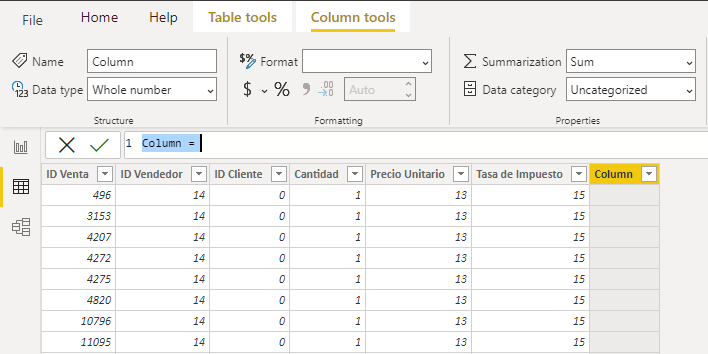 File Home Help Table tools Column tools
Name Column $% Format Σ Summarization Sum
123 Data type Whole number $ % 9 .00 →.0 Auto Data category Uncategorized
Structure Formatting Properties
1 Column =
ID Venta ID Vendedor ID Cliente Cantidad Precio Unitario Tasa de Impuesto Column
496 14 0 1 13 15
3153 14 0 1 13 15
4207 14 0 1 13 15
4272 14 0 1 13 15
4275 14 0 1 13 15
4820 14 0 1 13 15
10796 14 0 1 13 15
11095 14 0 1 13 15